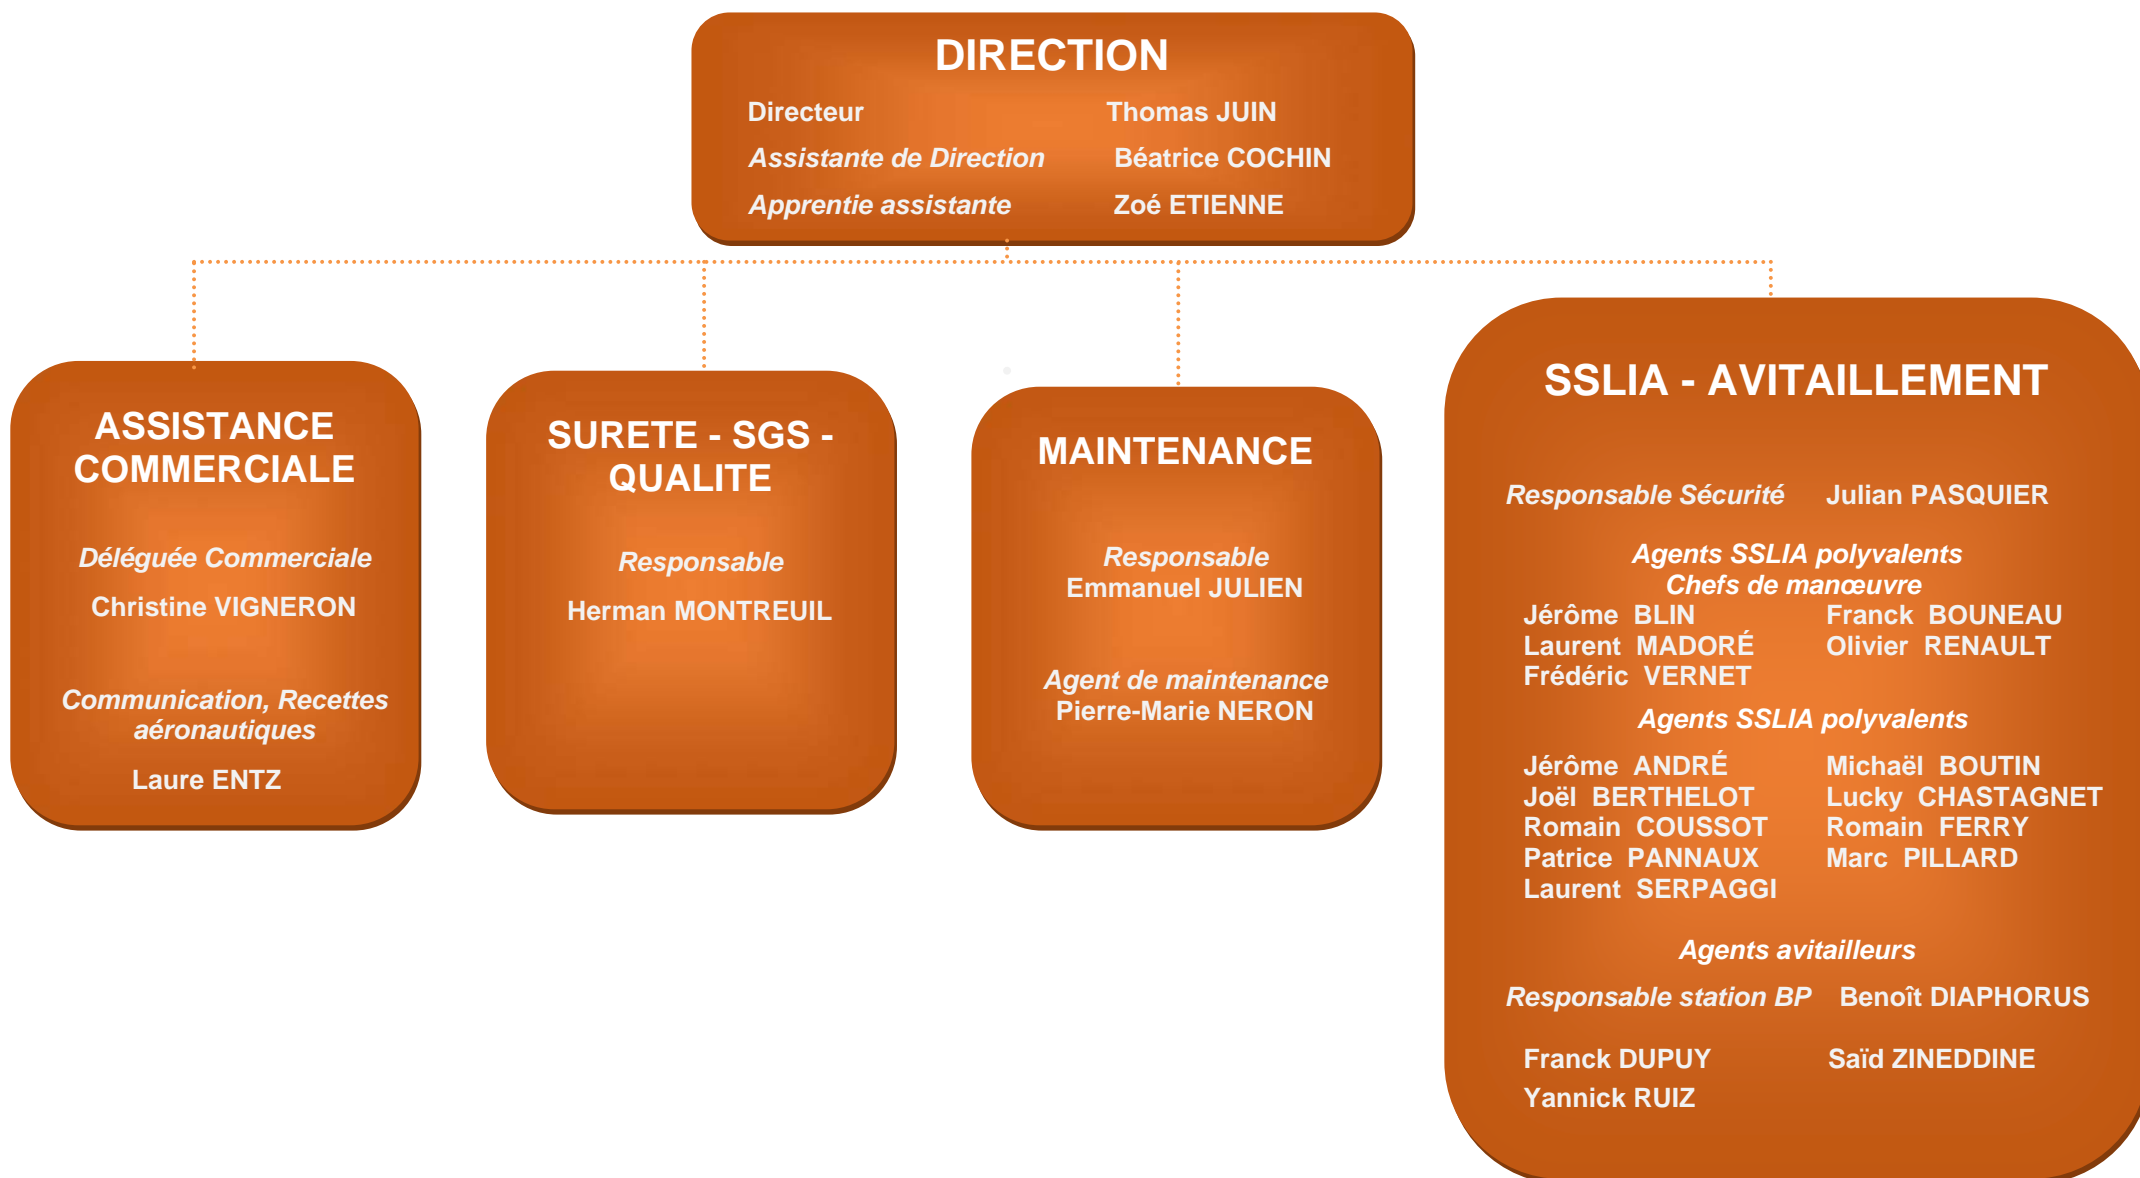 DIRECTION
Directeur Thomas JUIN
Assistante de Direction Béatrice COCHIN
Apprentie assistante Zoé ETIENNE
ASSISTANCE
COMMERCIALE
Déléguée Commerciale
Christine VIGNERON
Communication, Recettes
aéronautiques
Laure ENTZ
SURETE - SGS -
QUALITE
Responsable
Herman MONTREUIL
MAINTENANCE
Responsable
Emmanuel JULIEN
Agent de maintenance
Pierre-Marie NERON
SSLIA - AVITAILLEMENT
Responsable Sécurité Julian PASQUIER
Agents SSLIA polyvalents
Chefs de manœuvre
Jérôme BLIN Franck BOUNEAU
Laurent MADORÉ Olivier RENAULT
Frédéric VERNET
Agents SSLIA polyvalents
Jérôme ANDRÉ Michaël BOUTIN
Joël BERTHELOT Lucky CHASTAGNET
Romain COUSSOT Romain FERRY
Patrice PANNAUX Marc PILLARD
Laurent SERPAGGI
Agents avitailleurs
Responsable station BP Benoît DIAPHORUS
Franck DUPUY Saïd ZINEDDINE
Yannick RUIZ